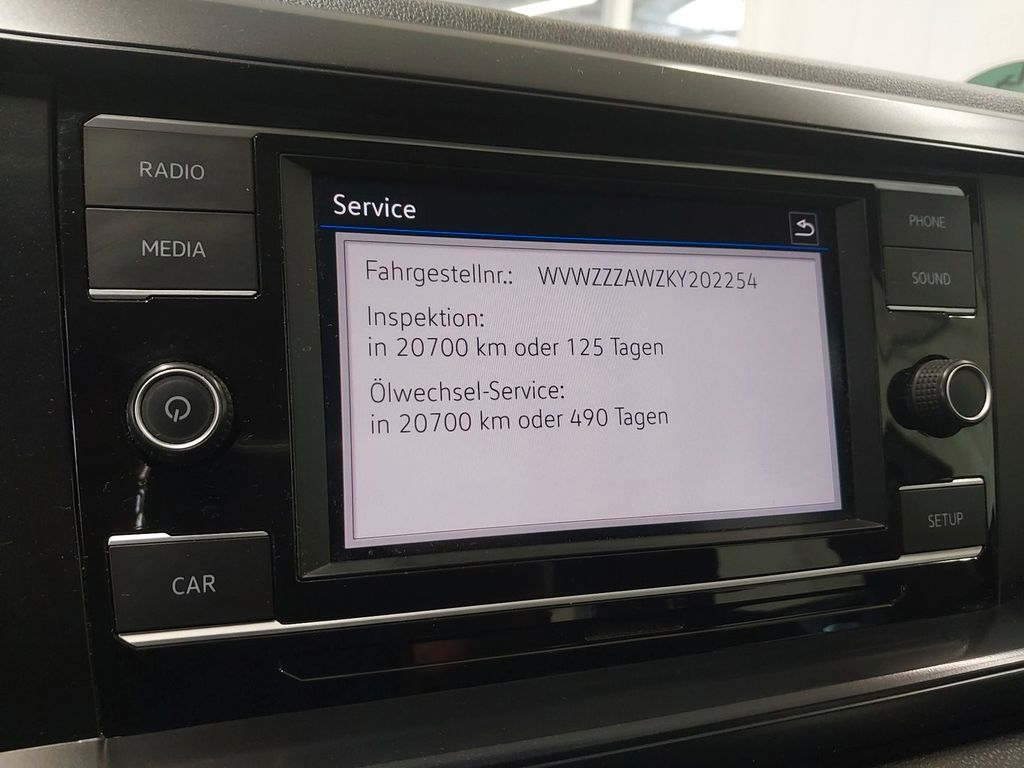 RADIO
MEDIA
CAR
Service
Fahrgestellnr.: WVWZZZAWZKY202254
Inspektion:
in 20700 km oder 125 Tagen
Ölwechsel-Service:
in 20700 km oder 490 Tagen
PHONE
SOUND
SETUP